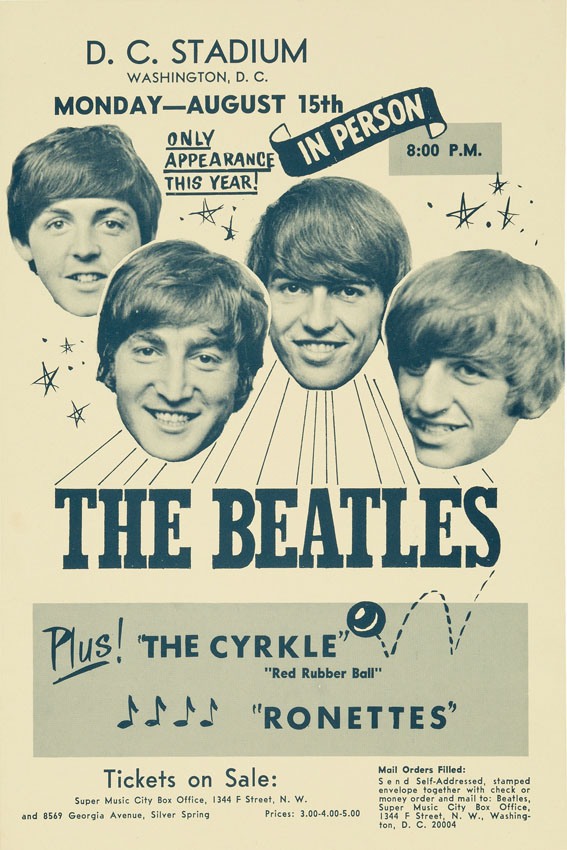 D. C. STADIUM
WASHINGTON, D. C.
MONDAY—AUGUST 15th
ONLY
APPEARANCE
THIS YEAR!
IN PERSON
8:00 P.M.
THE BEATLES
Plus! "THE CYRKLE"
"Red Rubber Ball"
"RONETTES"
Tickets on Sale:
Super Music City Box Office, 1344 F Street, N. W.
and 8569 Georgia Avenue, Silver Spring
Prices: 3.00-4.00-5.00
Mail Orders Filled:
Send Self-Addressed, stamped
envelope together with check or
money order and mail to: Beatles,
Super Music City Box Office,
1344 F Street, N. W., Washing-
ton, D. C. 20004